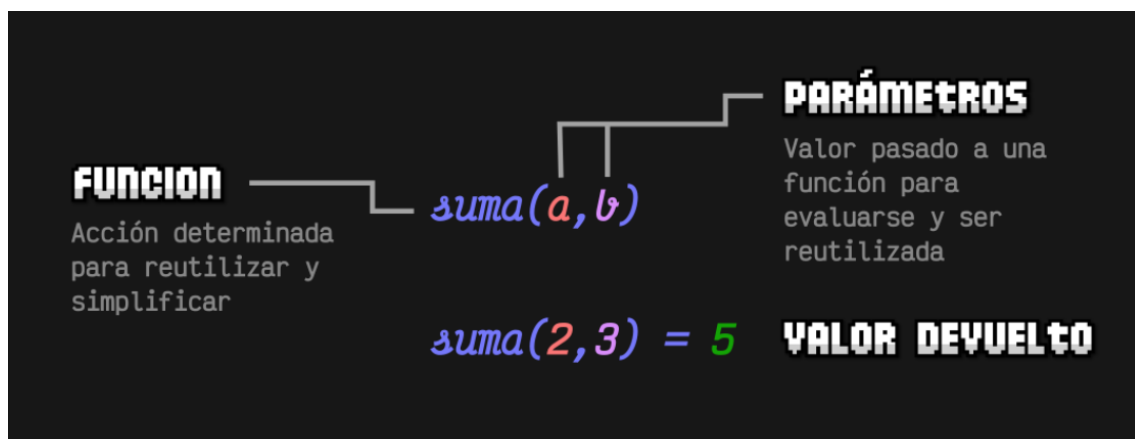 PARÁMETROS
Valor pasado a una
función para
evaluarse y ser
reutilizada
FUNCION
Acción determinada
para reutilizar y
simplificar
suma(a,b)
suma(2,3) = 5
VALOR DEVUELTO